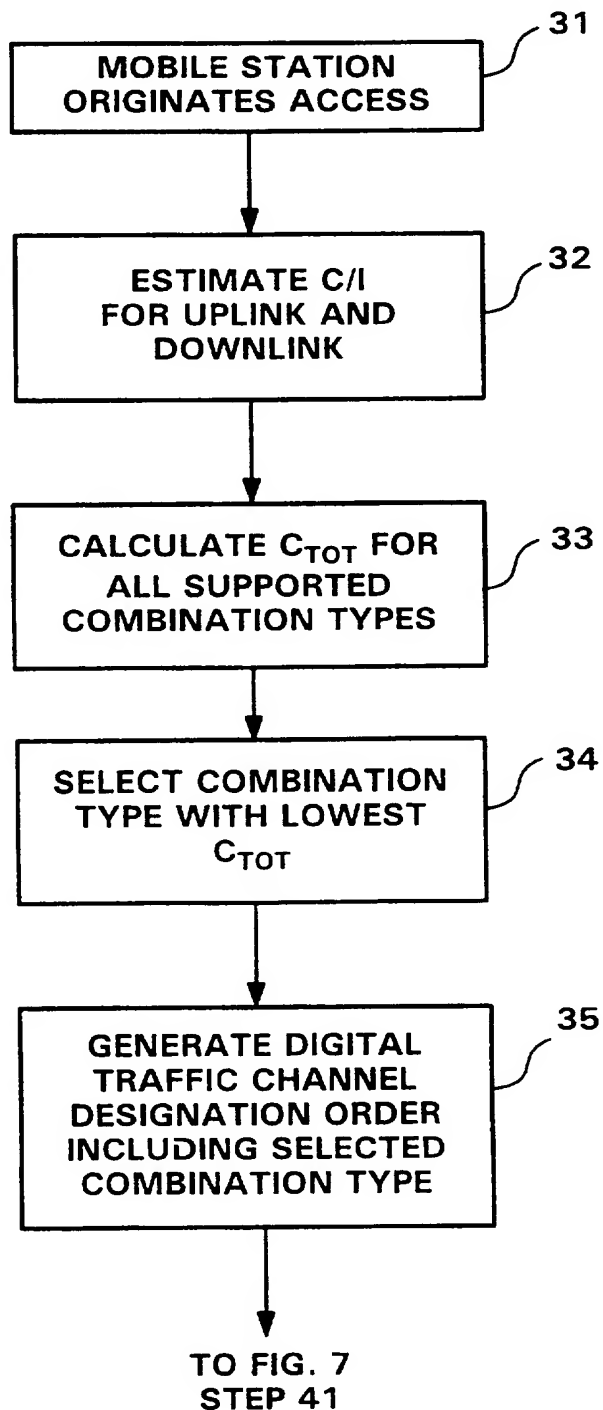 31
MOBILE STATION
ORIGINATES ACCESS
32
ESTIMATE C/I
FOR UPLINK AND
DOWNLINK
33
CALCULATE CTOT FOR
ALL SUPPORTED
COMBINATION TYPES
34
SELECT COMBINATION
TYPE WITH LOWEST
CTOT
35
GENERATE DIGITAL
TRAFFIC CHANNEL
DESIGNATION ORDER
INCLUDING SELECTED
COMBINATION TYPE
TO FIG. 7
STEP 41